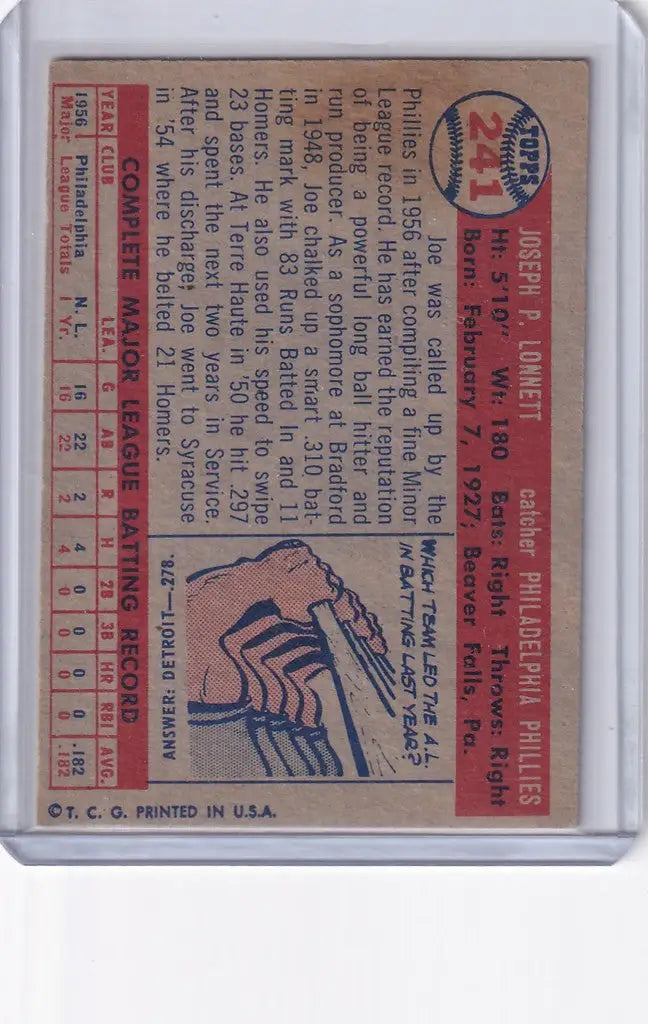 TOPPS
241
JOSEPH P. LONNETT catcher PHILADELPHIA PHILLIES
Ht: 5'10" Wt: 180 Bats: Right Throws: Right
Born: February 7, 1927; Beaver Falls, Pa.
Joe was called up by the
Phillies in 1956 after compiling a fine Minor
League record. He has earned the reputation
of being a powerful long ball hitter and
run producer. As a sophomore at Bradford
in 1948, Joe chalked up a smart .310 bat-
ting mark with 83 Runs Batted In and 11
Homers. He also used his speed to swipe
23 bases. At Terre Haute in '50 he hit .297
and spent the next two years in Service.
After his discharge, Joe went to Syracuse
in '54 where he belted 21 Homers.
WHICH TEAM LED THE A.L.
IN BATTING LAST YEAR?
ANSWER: DETROIT—278.
COMPLETE MAJOR LEAGUE BATTING RECORD
YEAR CLUB LEA. G AB R H 2B 3B HR RBI AVG.
1956 Philadelphia N. L. 16 22 2 4 0 0 0 0 .182
Major League Totals 1 Yr. 16 22 2 4 0 0 0 0 .182
© T. C. G. PRINTED IN U.S.A.